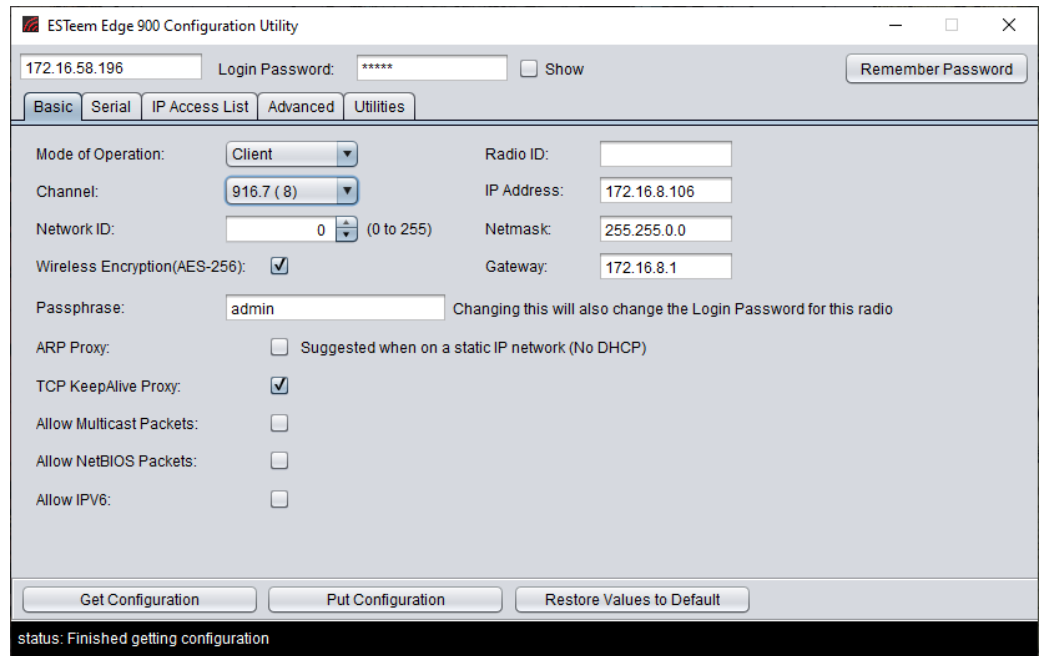 ESTeem Edge 900 Configuration Utility
172.16.58.196 Login Password: ***** Show Remember Password
Basic Serial IP Access List Advanced Utilities
Mode of Operation: Client Radio ID:
Channel: 916.7 ( 8) IP Address: 172.16.8.106
Network ID: 0 (0 to 255) Netmask: 255.255.0.0
Wireless Encryption(AES-256): Gateway: 172.16.8.1
Passphrase: admin Changing this will also change the Login Password for this radio
ARP Proxy: Suggested when on a static IP network (No DHCP)
TCP KeepAlive Proxy:
Allow Multicast Packets:
Allow NetBIOS Packets:
Allow IPV6:
Get Configuration Put Configuration Restore Values to Default
status: Finished getting configuration